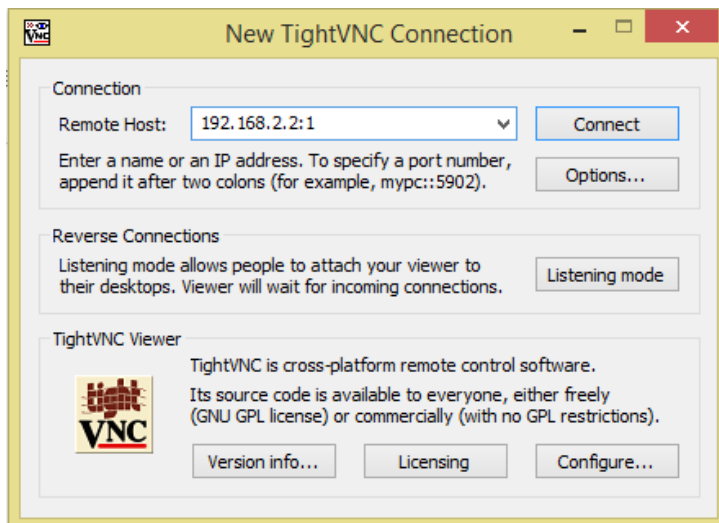 New TightVNC Connection
Connection
Remote Host: 192.168.2.2:1 Connect
Enter a name or an IP address. To specify a port number,
append it after two colons (for example, mypc::5902).
Options...
Reverse Connections
Listening mode allows people to attach your viewer to
their desktops. Viewer will wait for incoming connections.
Listening mode
TightVNC Viewer
TightVNC is cross-platform remote control software.
Its source code is available to everyone, either freely
(GNU GPL license) or commercially (with no GPL restrictions).
tight
VNC
Version info... Licensing Configure...